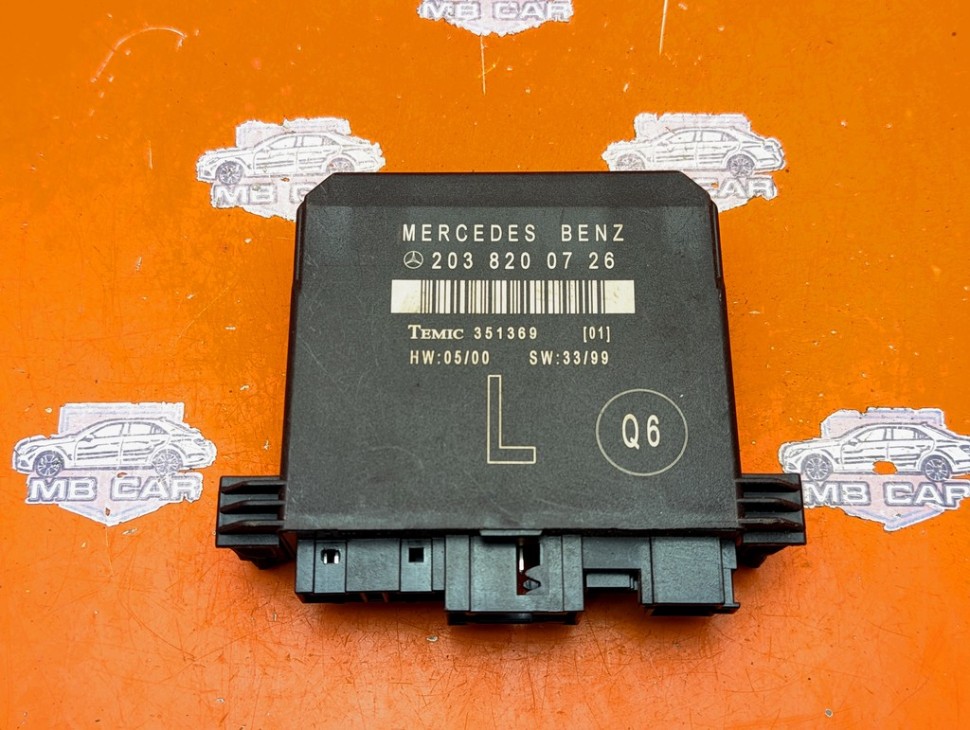 MB CAR
MB CAR
MB CAR
MERCEDES BENZ
203 820 07 26
TEMIC 351369 [01]
HW:05/00 SW:33/99
L
Q6
MB CAR
MB CAR